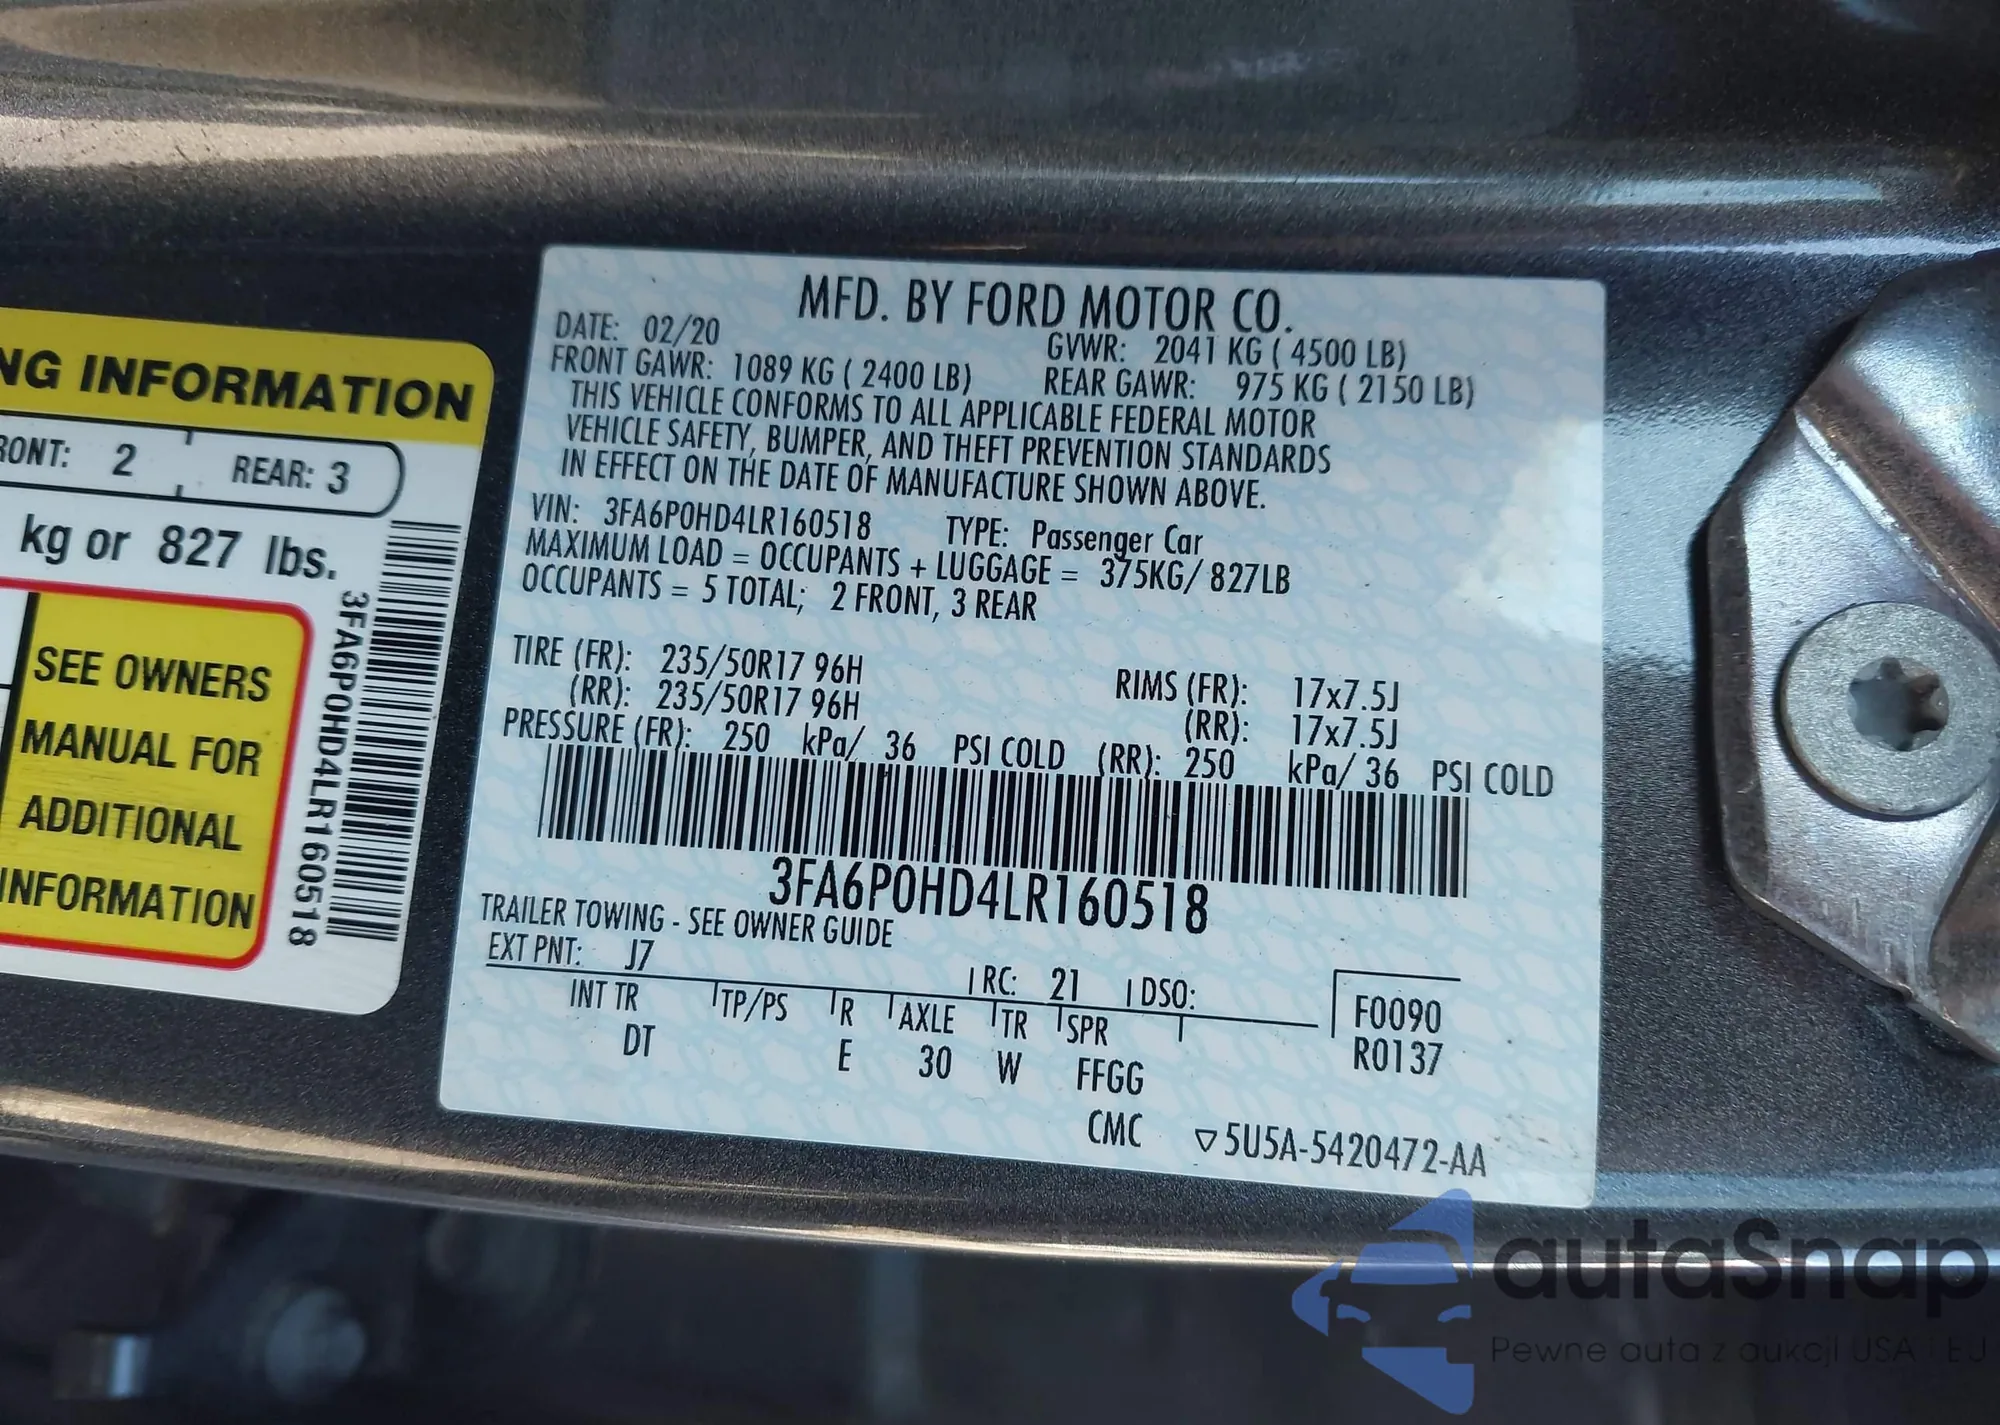 NG INFORMATION
RONT: 2 REAR: 3
kg or 827 lbs.
SEE OWNERS
MANUAL FOR
ADDITIONAL
INFORMATION
3FA6P0HD4LR160518
MFD. BY FORD MOTOR CO.
DATE: 02/20 GVWR: 2041 KG ( 4500 LB)
FRONT GAWR: 1089 KG ( 2400 LB) REAR GAWR: 975 KG ( 2150 LB)
THIS VEHICLE CONFORMS TO ALL APPLICABLE FEDERAL MOTOR
VEHICLE SAFETY, BUMPER, AND THEFT PREVENTION STANDARDS
IN EFFECT ON THE DATE OF MANUFACTURE SHOWN ABOVE.
VIN: 3FA6P0HD4LR160518 TYPE: Passenger Car
MAXIMUM LOAD = OCCUPANTS + LUGGAGE = 375KG/ 827LB
OCCUPANTS = 5 TOTAL; 2 FRONT, 3 REAR
TIRE (FR): 235/50R17 96H RIMS (FR): 17x7.5J
(RR): 235/50R17 96H (RR): 17x7.5J
PRESSURE (FR): 250 kPa/ 36 PSI COLD (RR): 250 kPa/ 36 PSI COLD
3FA6P0HD4LR160518
TRAILER TOWING - SEE OWNER GUIDE
EXT PNT: J7 RC: 21 DSO:
INT TR TP/PS R AXLE TR SPR F0090
DT E 30 W FFGG R0137
CMC ▽5U5A-5420472-AA
autaSnap
Pewne auta z aukcji USA i EJ